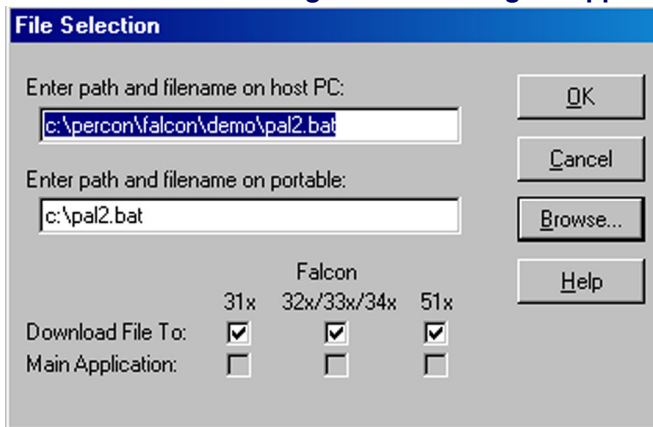 File Selection
Enter path and filename on host PC:
c:\percon\falcon\demo\pal2.bat
Enter path and filename on portable:
c:\pal2.bat
OK
Cancel
Browse...
Help
Falcon
31x 32x/33x/34x 51x
Download File To:
Main Application: